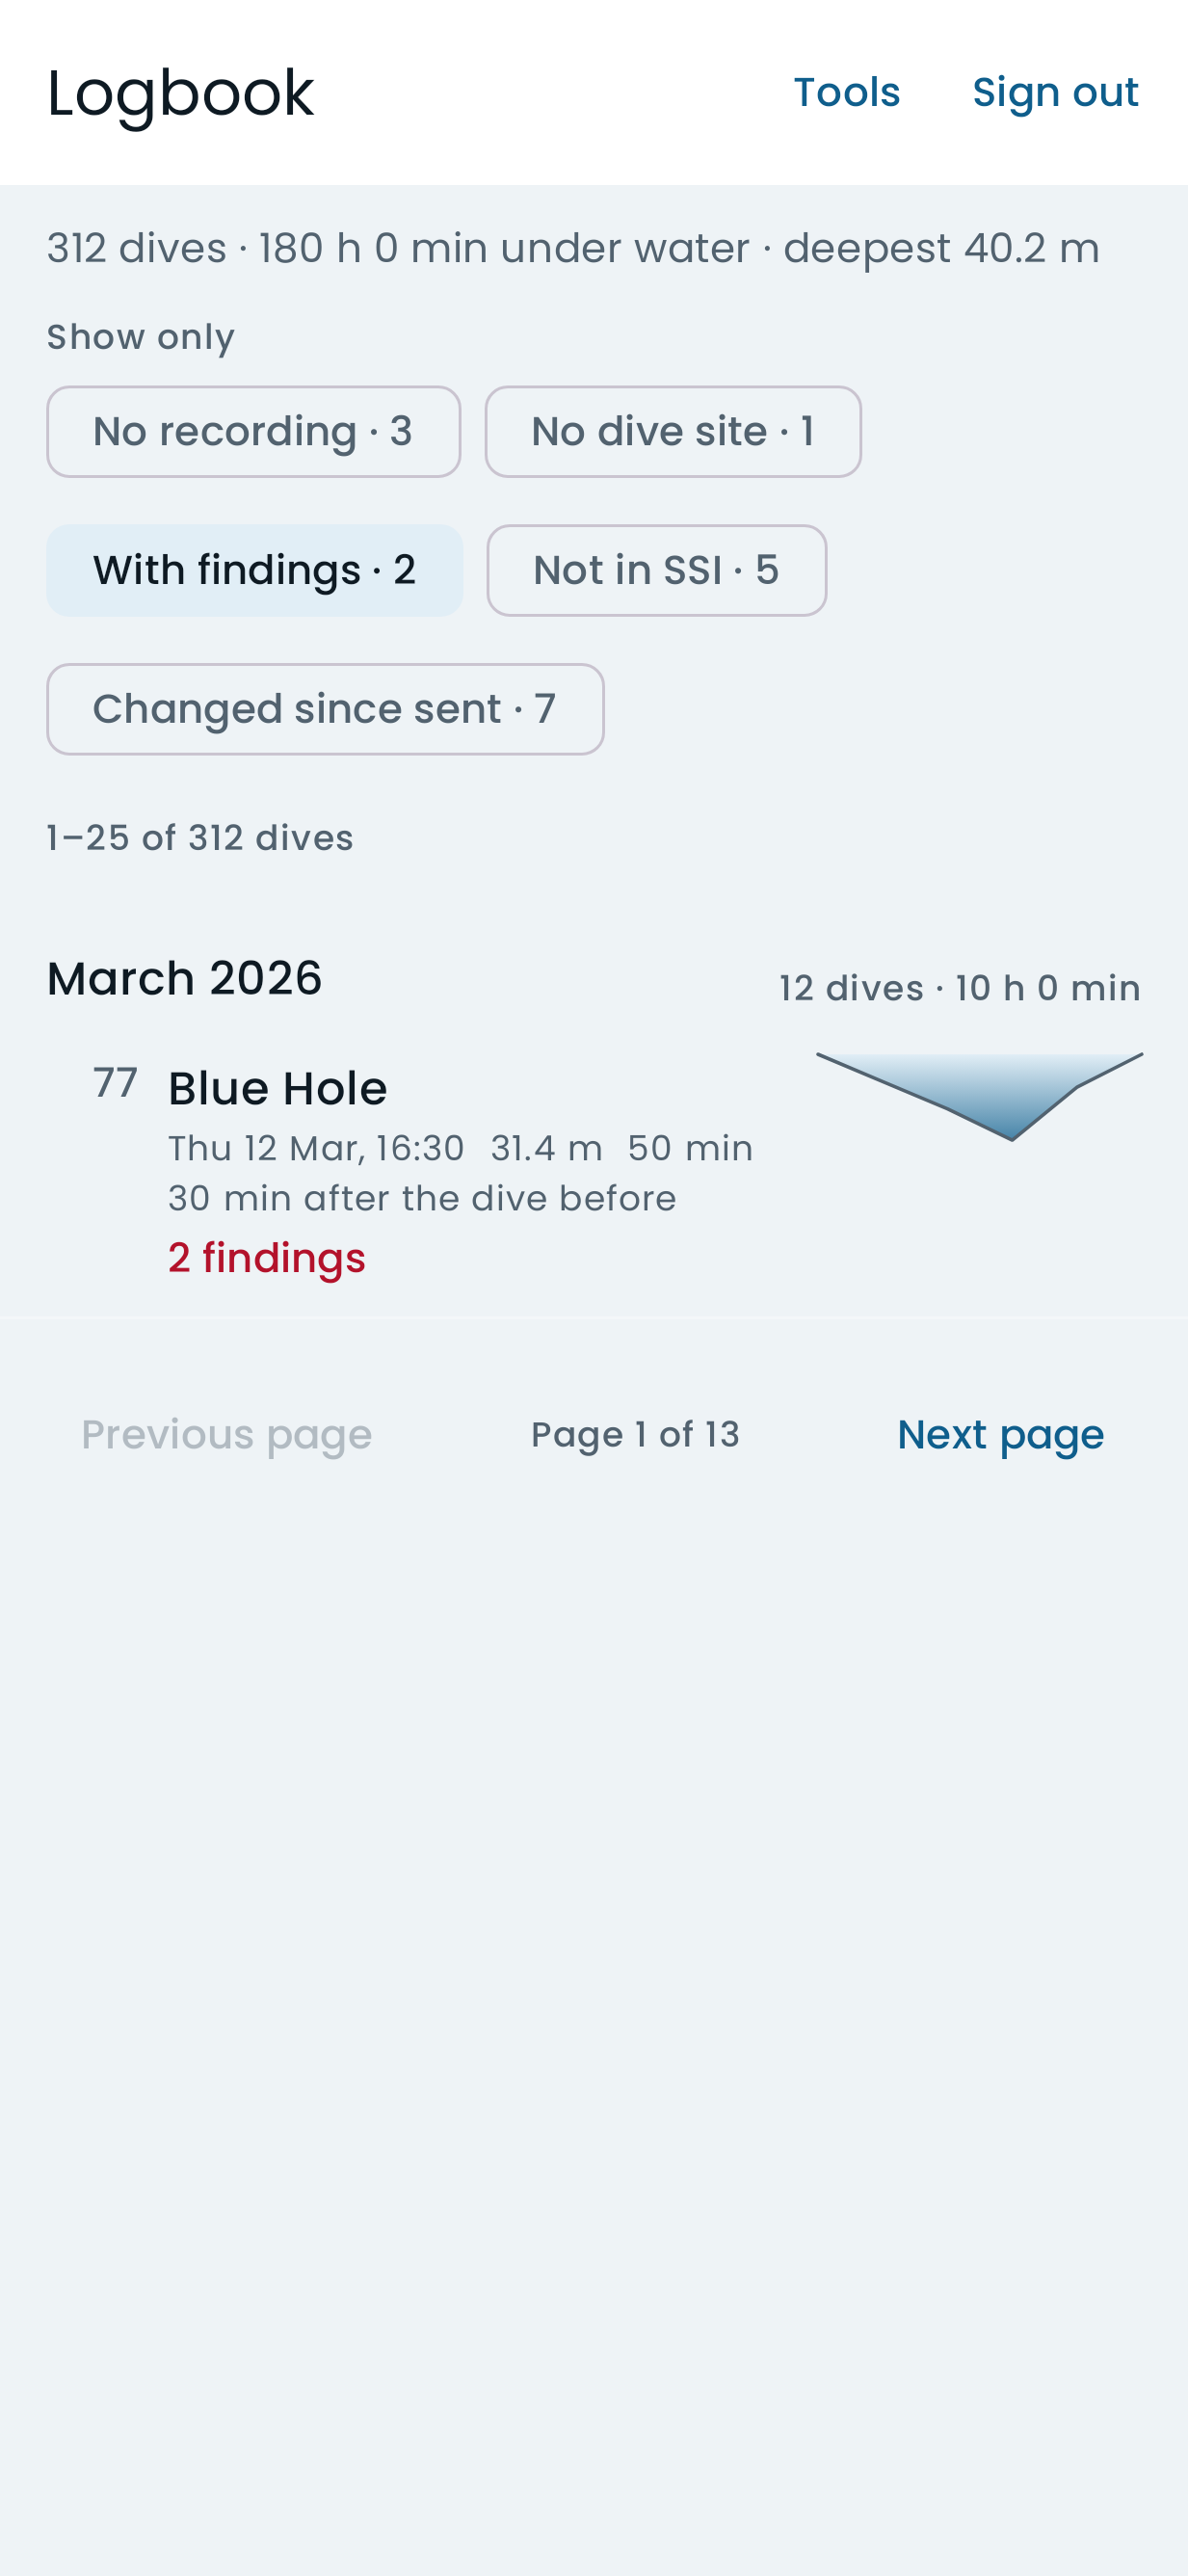 Logbook
Tools
Sign out
312 dives · 180 h 0 min under water · deepest 40.2 m
Show only
No recording · 3
No dive site · 1
With findings · 2
Not in SSI · 5
Changed since sent · 7
1–25 of 312 dives
March 2026
12 dives · 10 h 0 min
77
Blue Hole
Thu 12 Mar, 16:30 31.4 m 50 min
30 min after the dive before
2 findings
Previous page
Page 1 of 13
Next page